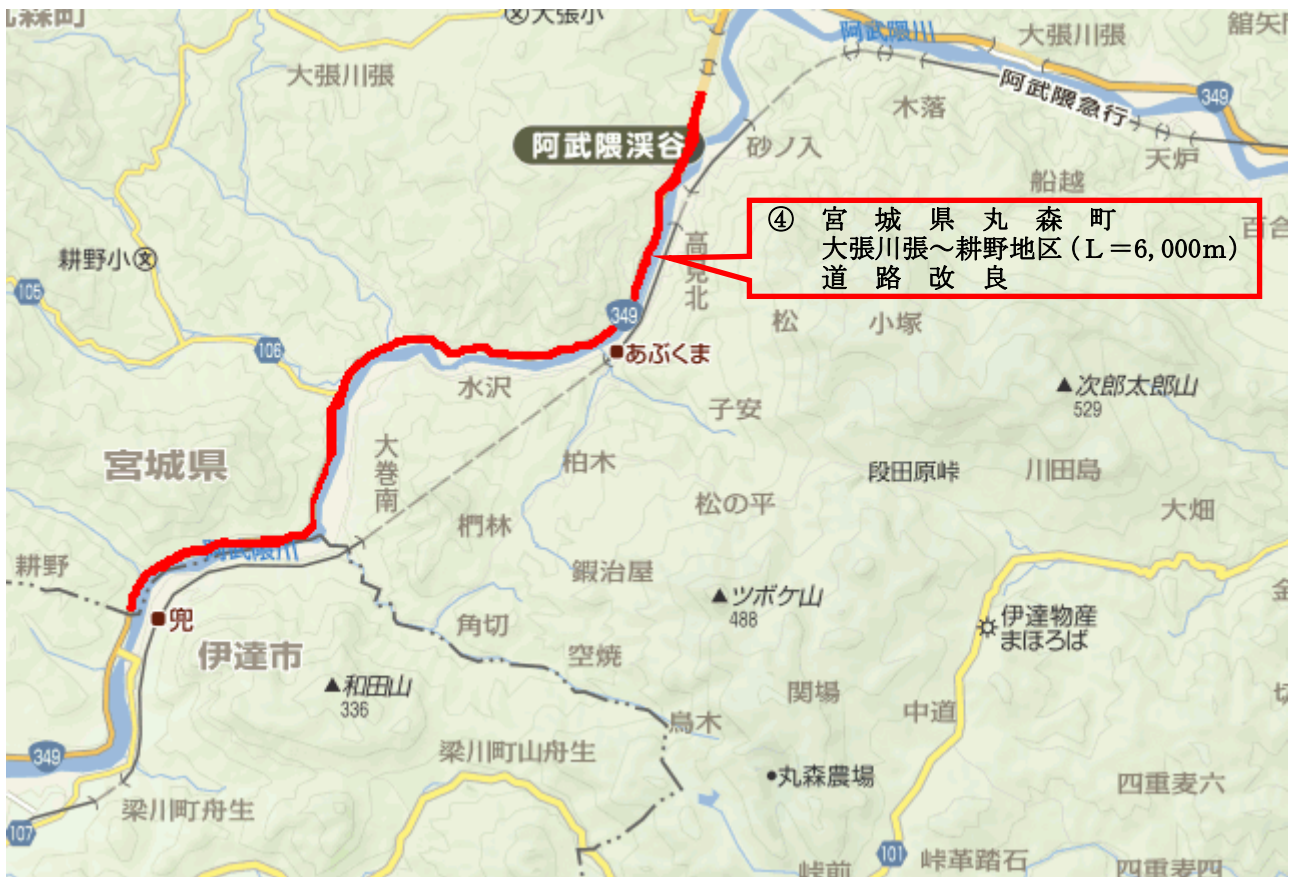 丸森町
大張小
大張川張
阿武隈川
大張川張
舘矢
阿武隈急行
349
木落
天炉
阿武隈渓谷
砂ノ入
船越
④ 宮城県丸森町
大張川張～耕野地区(L=6,000m)
道路改良
百合
高見北
耕野小
105
349
松
小塚
106
あぶくま
水沢
次郎太郎山
529
子安
大巻南
宮城県
柏木
段田原峠
川田島
松の平
大畑
椚林
阿武隈川
耕野
鍛治屋
金
ツボケ山
488
兜
伊達物産
まほろば
角切
伊達市
空焼
和田山
336
関場
中道
切
鳥木
349
梁川町山舟生
丸森農場
四重麦六
梁川町舟生
107
101
峠前
峠革踏石
四重麦四